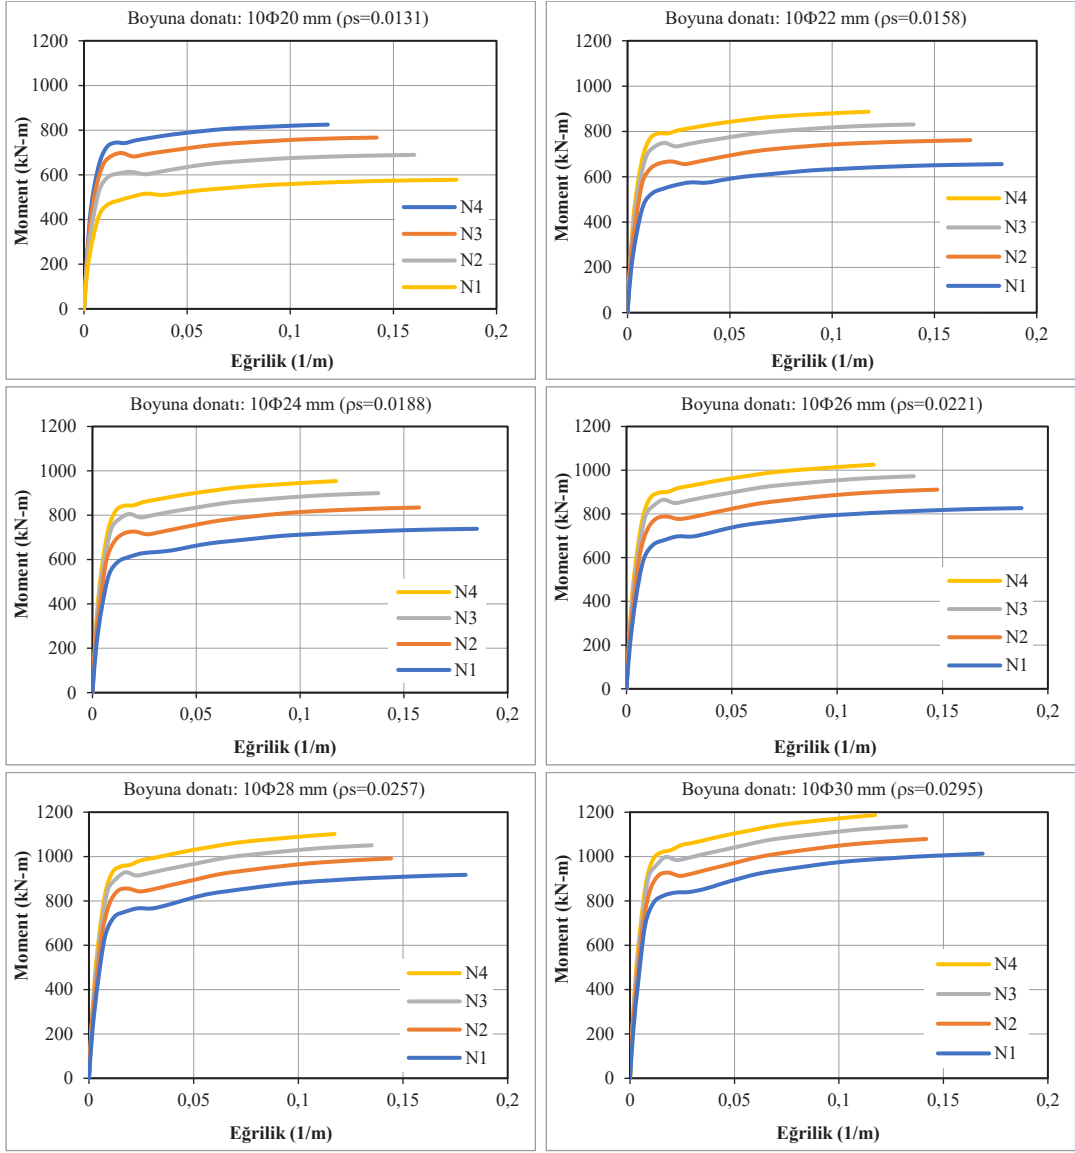 Boyuna donatı: 10Φ20 mm (ρs=0.0131)
1200
1000
800
600
400
200
0
Moment (kN-m)
N4
N3
N2
N1
0 0,05 0,1 0,15 0,2
Eğrilik (1/m)
Boyuna donatı: 10Φ22 mm (ρs=0.0158)
1200
1000
800
600
400
200
0
Moment (kN-m)
N4
N3
N2
N1
0 0,05 0,1 0,15 0,2
Eğrilik (1/m)
Boyuna donatı: 10Φ24 mm (ρs=0.0188)
1200
1000
800
600
400
200
0
Moment (kN-m)
N4
N3
N2
N1
0 0,05 0,1 0,15 0,2
Eğrilik (1/m)
Boyuna donatı: 10Φ26 mm (ρs=0.0221)
1200
1000
800
600
400
200
0
Moment (kN-m)
N4
N3
N2
N1
0 0,05 0,1 0,15 0,2
Eğrilik (1/m)
Boyuna donatı: 10Φ28 mm (ρs=0.0257)
1200
1000
800
600
400
200
0
Moment (kN-m)
N4
N3
N2
N1
0 0,05 0,1 0,15 0,2
Eğrilik (1/m)
Boyuna donatı: 10Φ30 mm (ρs=0.0295)
1200
1000
800
600
400
200
0
Moment (kN-m)
N4
N3
N2
N1
0 0,05 0,1 0,15 0,2
Eğrilik (1/m)